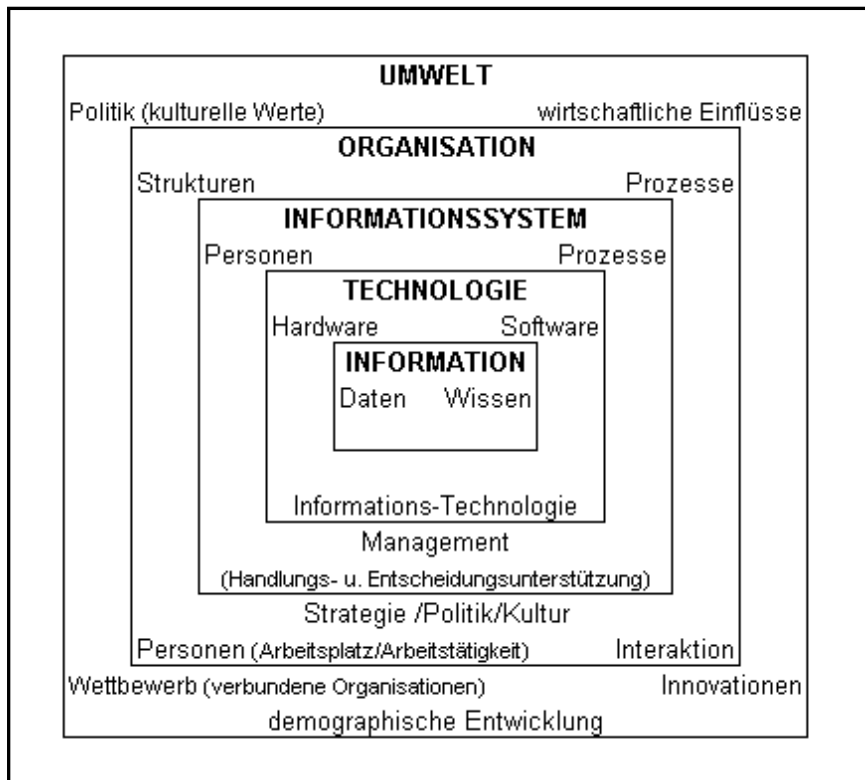 UMWELT
Politik (kulturelle Werte) wirtschaftliche Einflüsse
ORGANISATION
Strukturen Prozesse
INFORMATIONSSYSTEM
Personen Prozesse
TECHNOLOGIE
Hardware Software
INFORMATION
Daten Wissen
Informations-Technologie
Management
(Handlungs- u. Entscheidungsunterstützung)
Strategie /Politik/Kultur
Personen (Arbeitsplatz/Arbeitstätigkeit) Interaktion
Wettbewerb (verbundene Organisationen) Innovationen
demographische Entwicklung